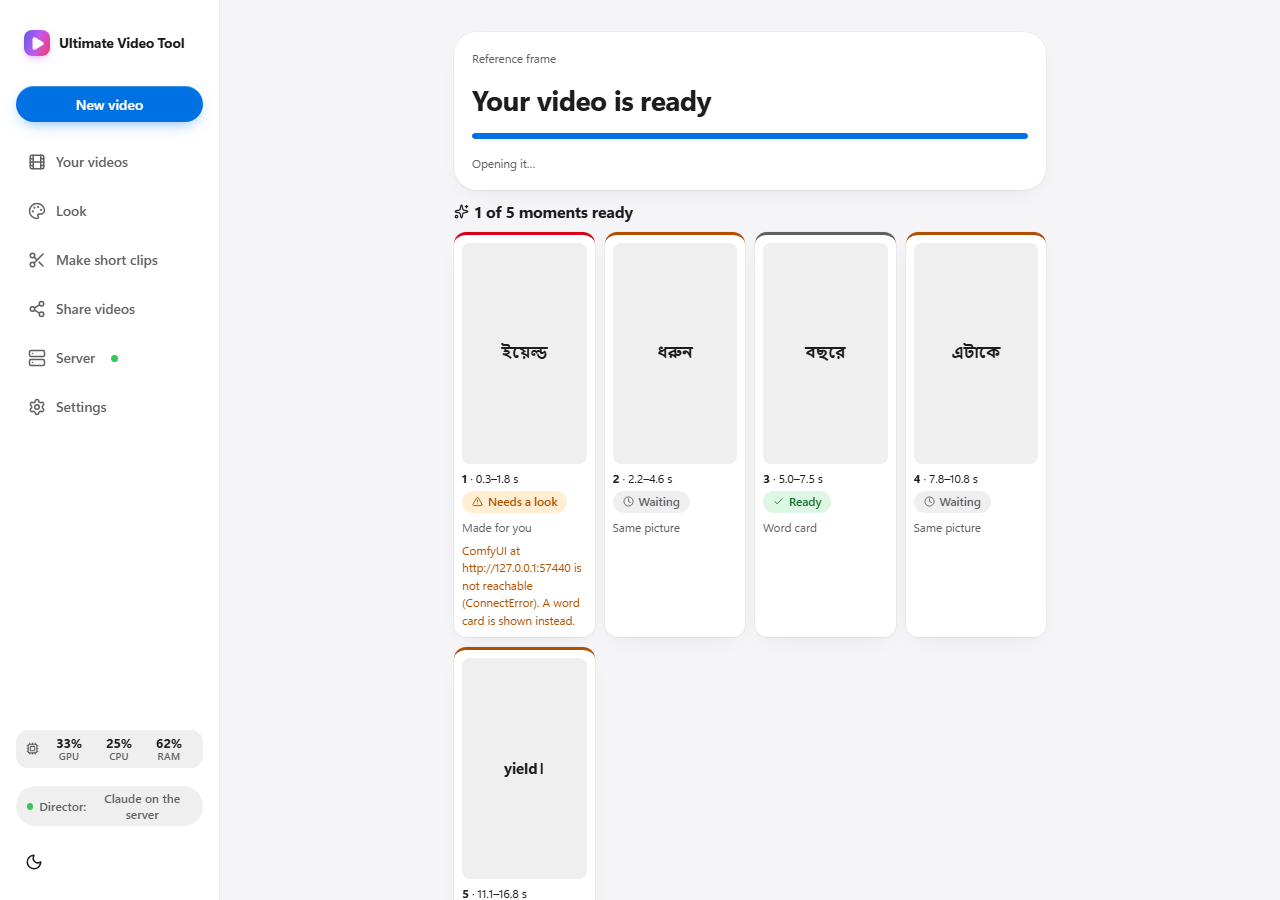 Ultimate Video Tool
New video
Your videos
Look
Make short clips
Share videos
Server
Settings
33%
GPU
25%
CPU
62%
RAM
Director:
Claude on the
server
Reference frame
Your video is ready
Opening it...
1 of 5 moments ready
ইয়েল্ড
1 · 0.3–1.8 s
Needs a look
Made for you
ComfyUI at
http://127.0.0.1:57440 is
not reachable
(ConnectError). A word
card is shown instead.
ধরুন
2 · 2.2–4.6 s
Waiting
Same picture
বছরে
3 · 5.0–7.5 s
Ready
Word card
এটাকে
4 · 7.8–10.8 s
Waiting
Same picture
yield।
5 · 11.1–16.8 s